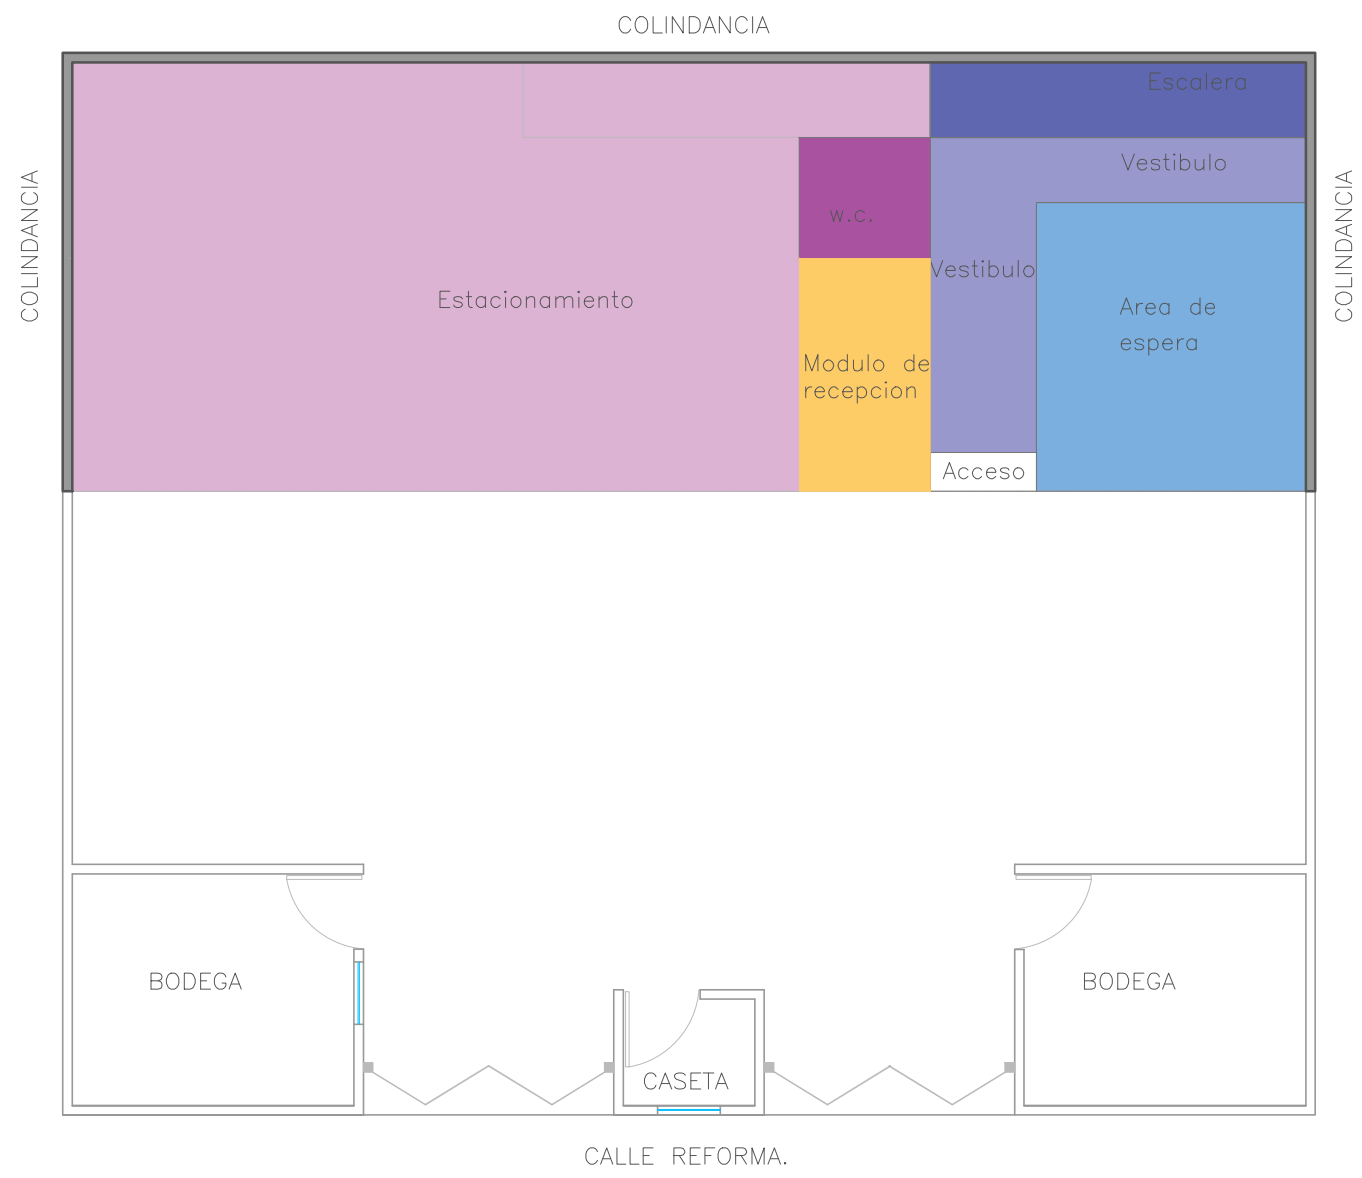 COLINDANCIA
Escalera
Vestibulo
COLINDANCIA
COLINDANCIA
w.c.
Vestibulo
Estacionamiento
Area de
espera
Modulo de
recepcion
Acceso
BODEGA
BODEGA
CASETA
CALLE REFORMA.